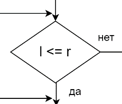 нет
l <= r
да